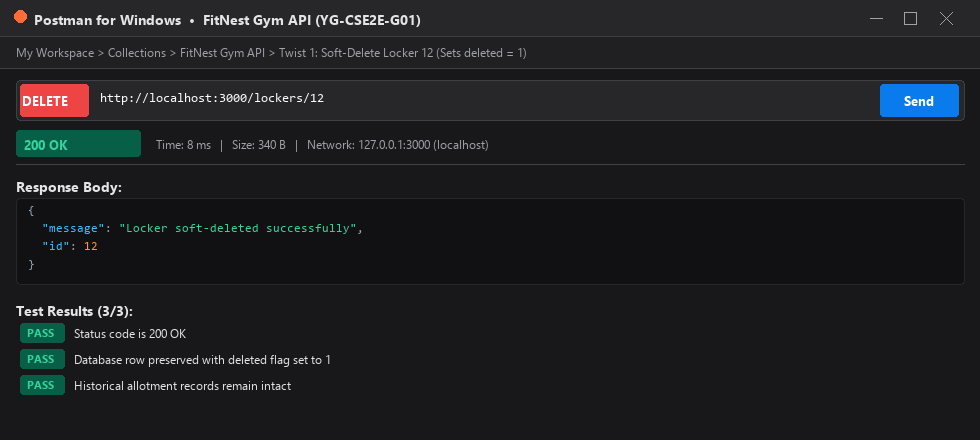 Postman for Windows • FitNest Gym API (YG-CSE2E-G01)
My Workspace > Collections > FitNest Gym API > Twist 1: Soft-Delete Locker 12 (Sets deleted = 1)
DELETE http://localhost:3000/lockers/12 Send
200 OK Time: 8 ms | Size: 340 B | Network: 127.0.0.1:3000 (localhost)
Response Body:
{
"message": "Locker soft-deleted successfully",
"id": 12
}
Test Results (3/3):
PASS Status code is 200 OK
PASS Database row preserved with deleted flag set to 1
PASS Historical allotment records remain intact